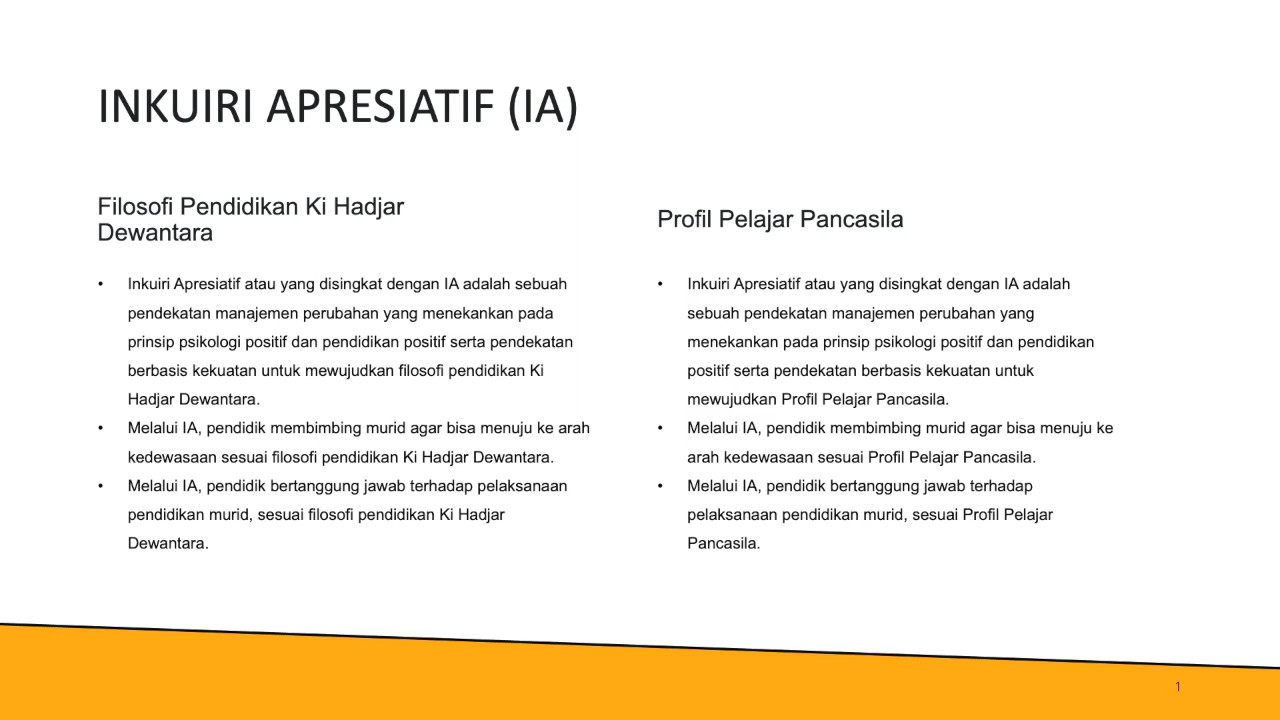 INKUIRI APRESIATIF (IA)
Filosofi Pendidikan Ki Hadjar
Dewantara
• Inkuiri Apresiatif atau yang disingkat dengan IA adalah sebuah
pendekatan manajemen perubahan yang menekankan pada
prinsip psikologi positif dan pendidikan positif serta pendekatan
berbasis kekuatan untuk mewujudkan filosofi pendidikan Ki
Hadjar Dewantara.
• Melalui IA, pendidik membimbing murid agar bisa menuju ke arah
kedewasaan sesuai filosofi pendidikan Ki Hadjar Dewantara.
• Melalui IA, pendidik bertanggung jawab terhadap pelaksanaan
pendidikan murid, sesuai filosofi pendidikan Ki Hadjar
Dewantara.
Profil Pelajar Pancasila
• Inkuiri Apresiatif atau yang disingkat dengan IA adalah
sebuah pendekatan manajemen perubahan yang
menekankan pada prinsip psikologi positif dan pendidikan
positif serta pendekatan berbasis kekuatan untuk
mewujudkan Profil Pelajar Pancasila.
• Melalui IA, pendidik membimbing murid agar bisa menuju ke
arah kedewasaan sesuai Profil Pelajar Pancasila.
• Melalui IA, pendidik bertanggung jawab terhadap
pelaksanaan pendidikan murid, sesuai Profil Pelajar
Pancasila.
1